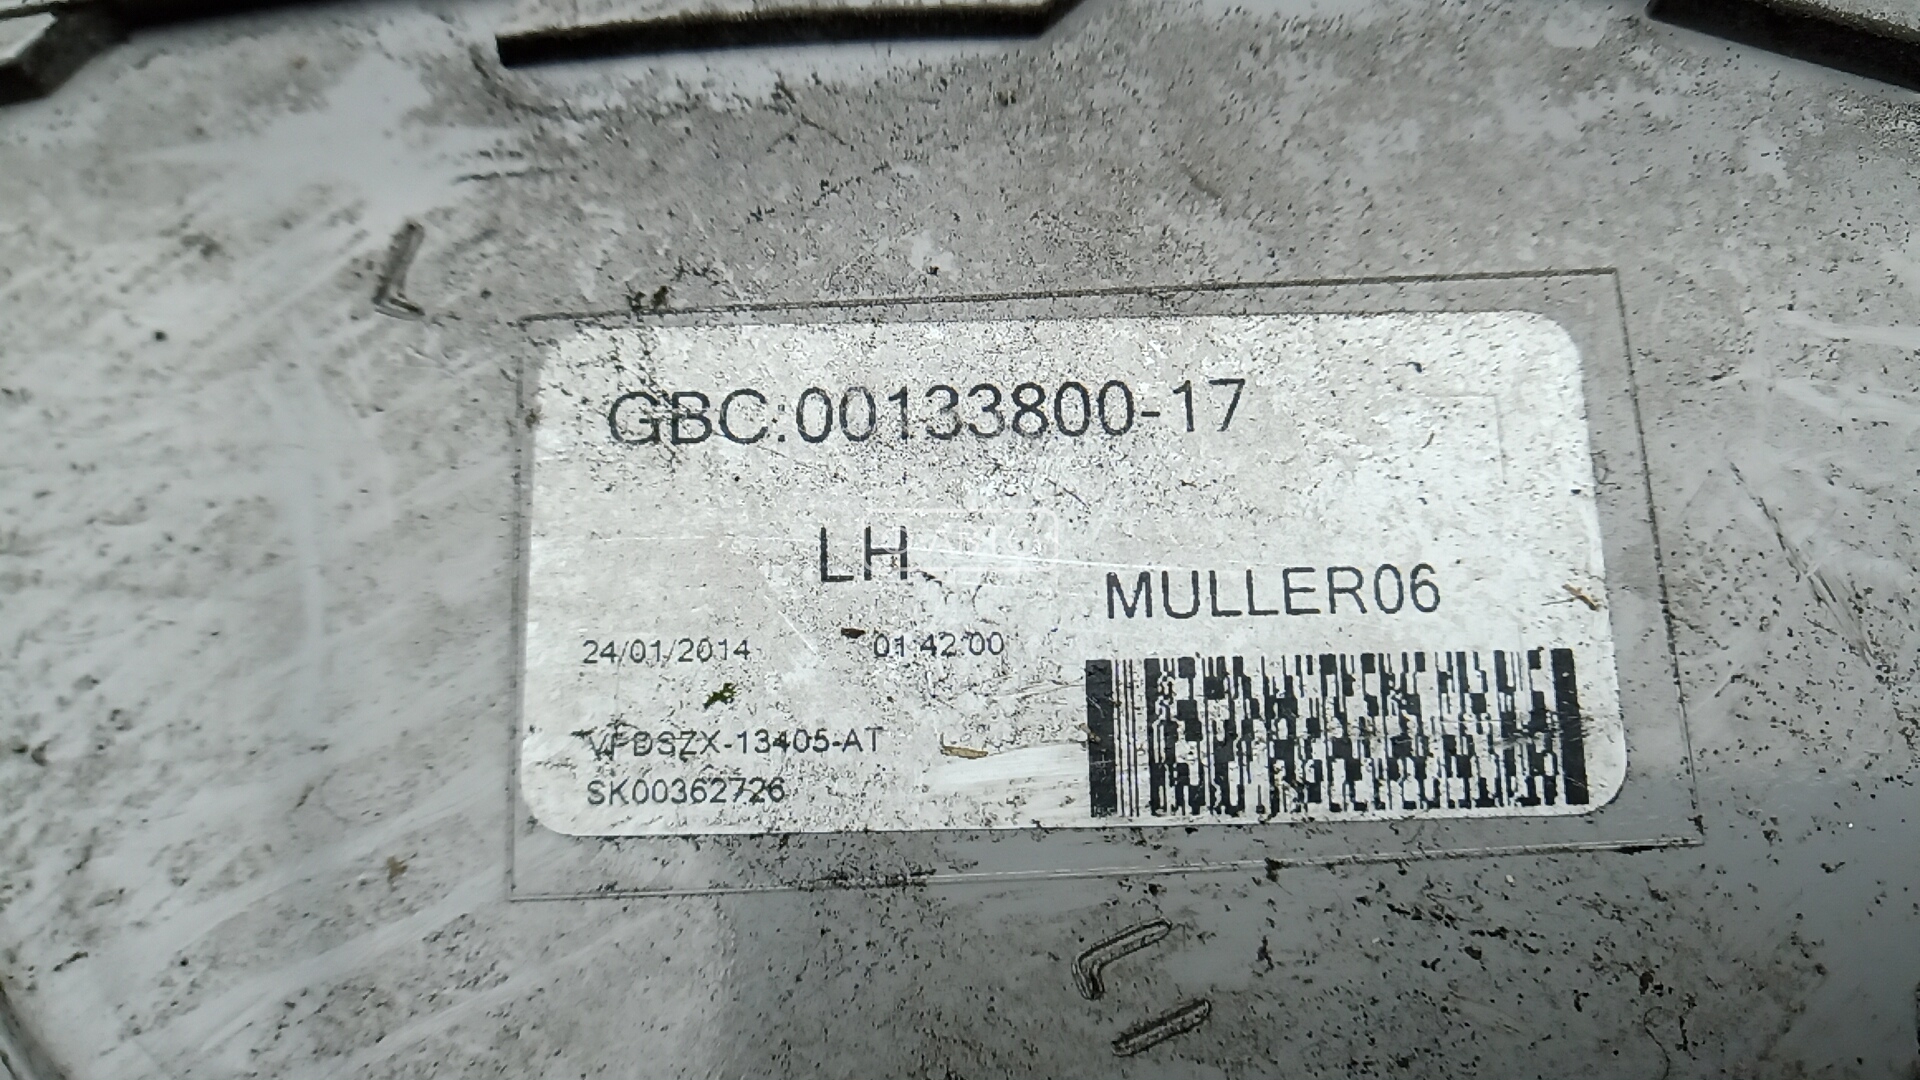 GBC:00133800-17
LH
MULLER06
24/01/2014 01:42:00
VFDSZX-13405-AT
SK00362726